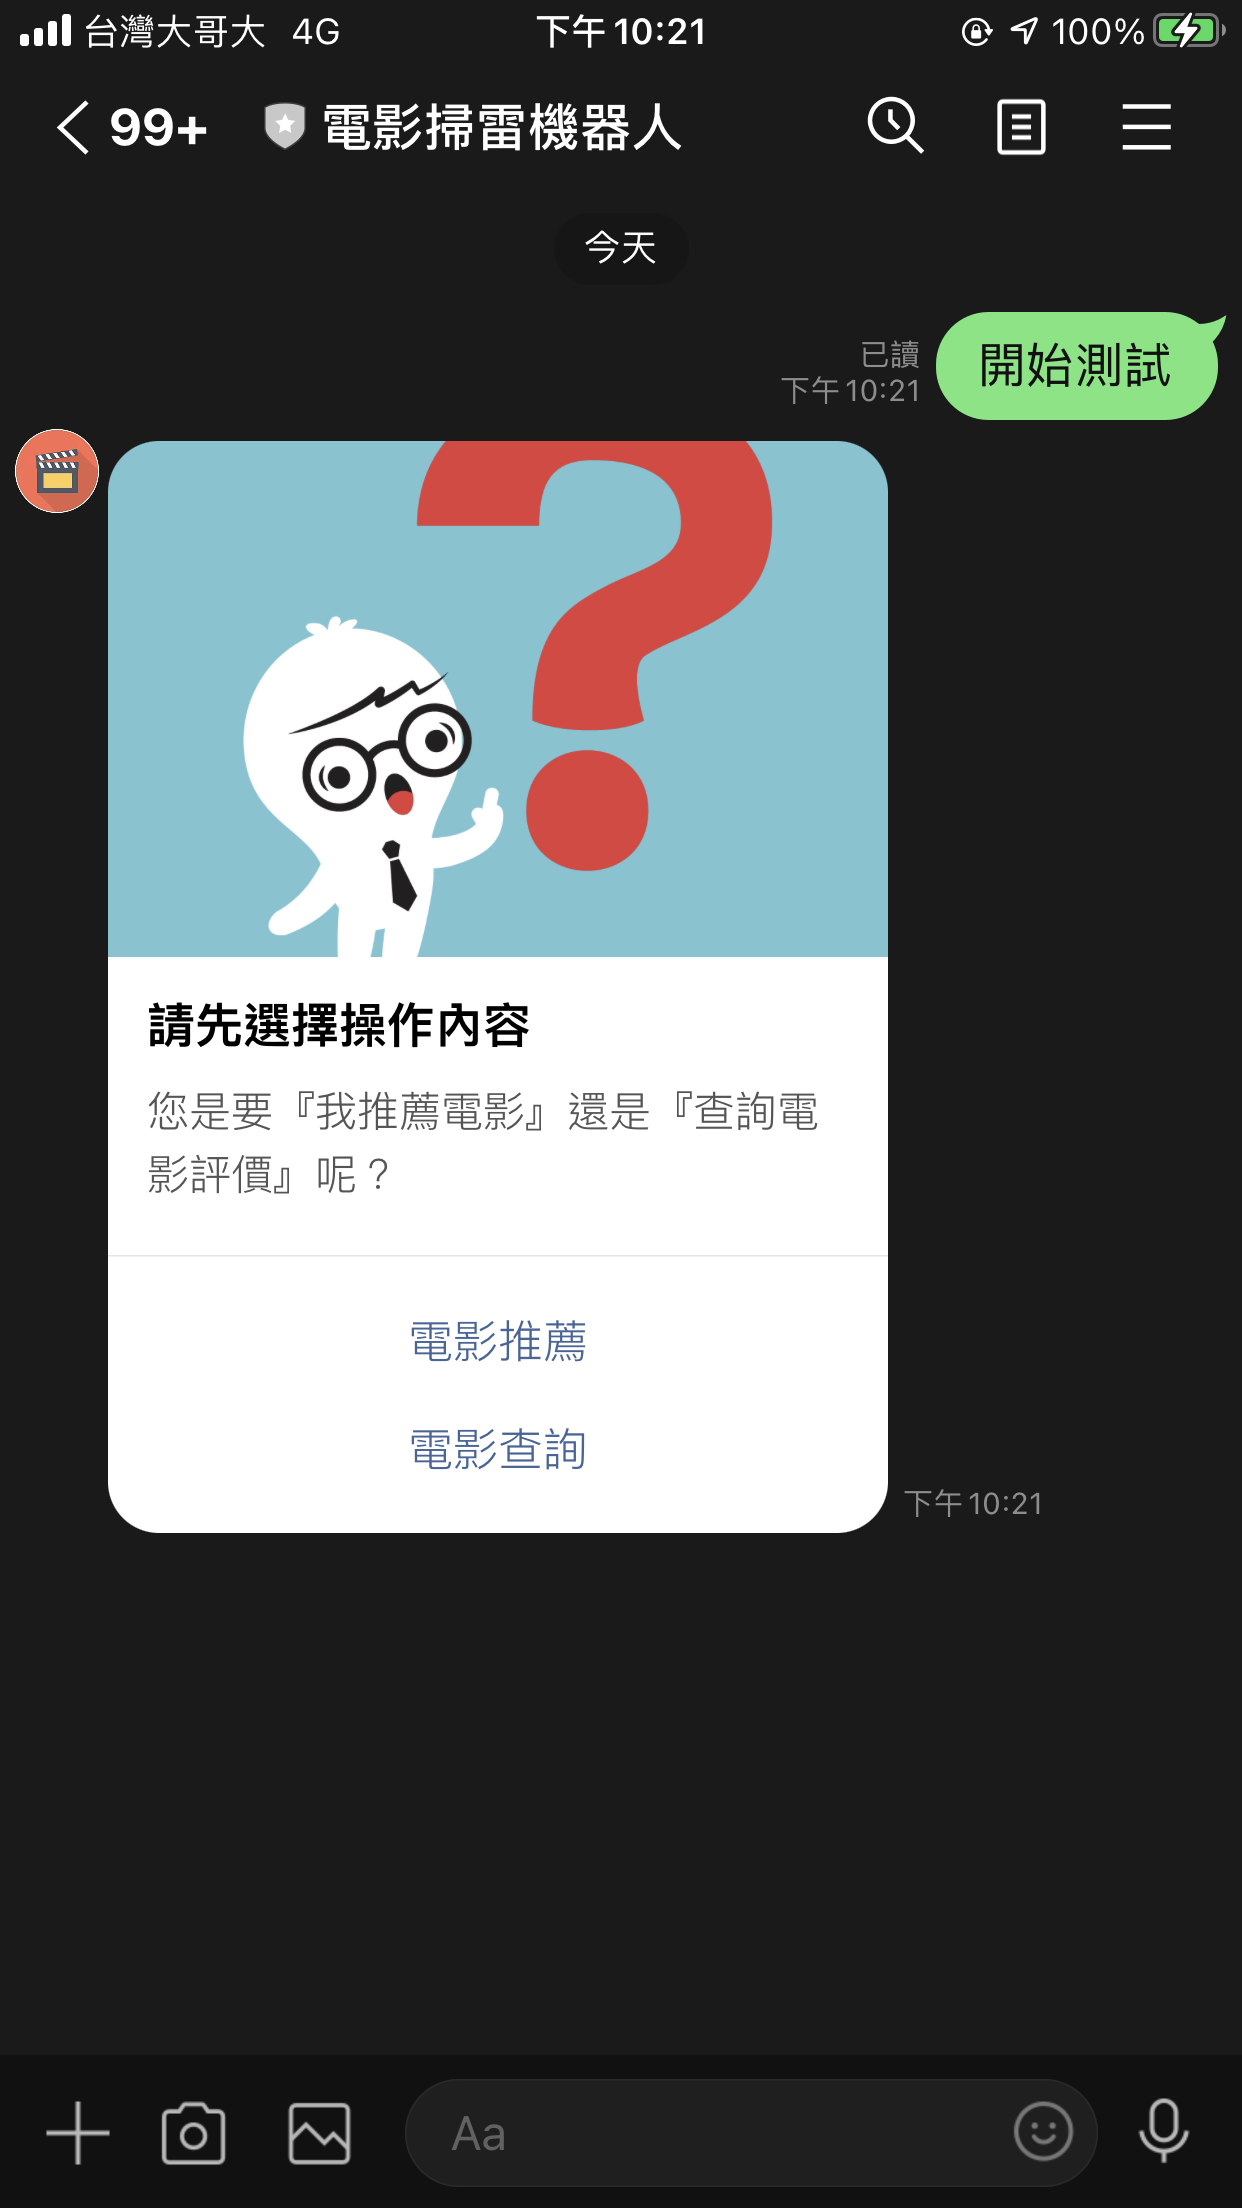 台灣大哥大 4G 下午 10:21 100%
99+ 電影掃雷機器人
今天
已讀
下午 10:21
開始測試
請先選擇操作內容
您是要『我推薦電影』還是『查詢電
影評價』呢？
電影推薦
電影查詢
下午 10:21
Aa